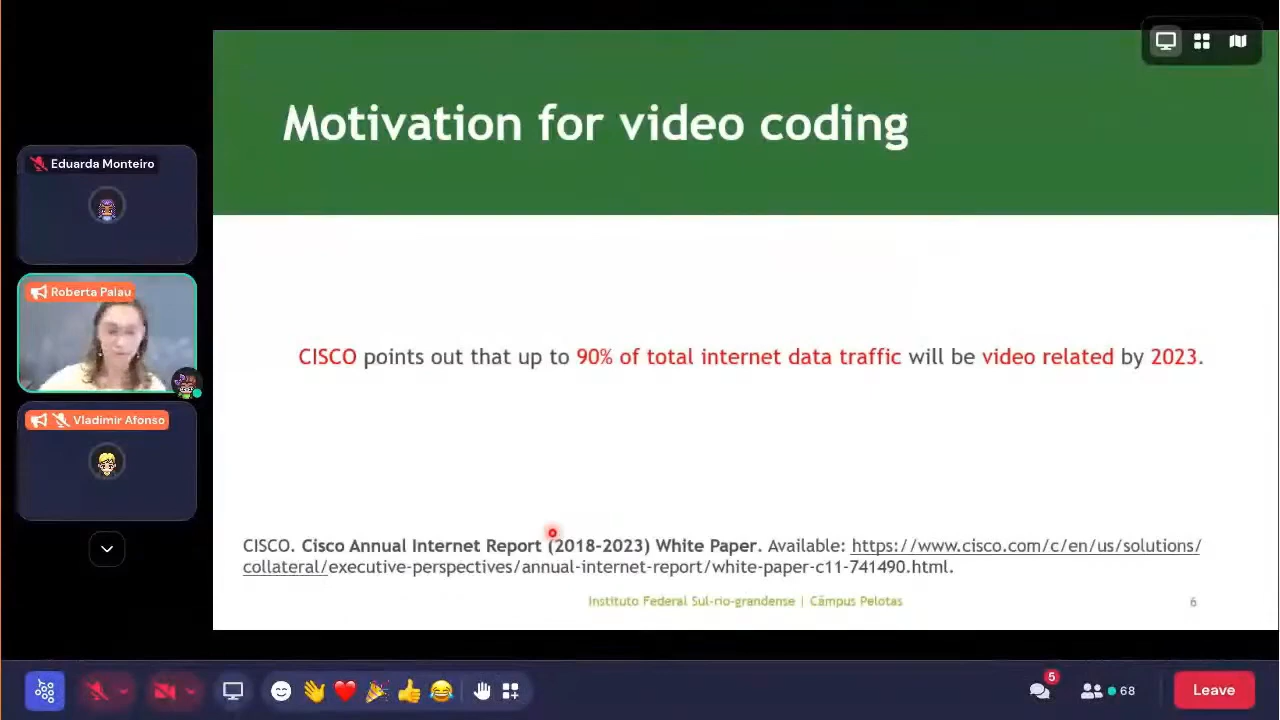 Motivation for video coding
Eduarda Monteiro
Roberta Palau
Vladimir Afonso
CISCO points out that up to 90% of total internet data traffic will be video related by 2023.
CISCO. Cisco Annual Internet Report (2018-2023) White Paper. Available: https://www.cisco.com/c/en/us/solutions/
collateral/executive-perspectives/annual-internet-report/white-paper-c11-741490.html.
Instituto Federal Sul-rio-grandense | Câmpus Pelotas
6
5
68
Leave